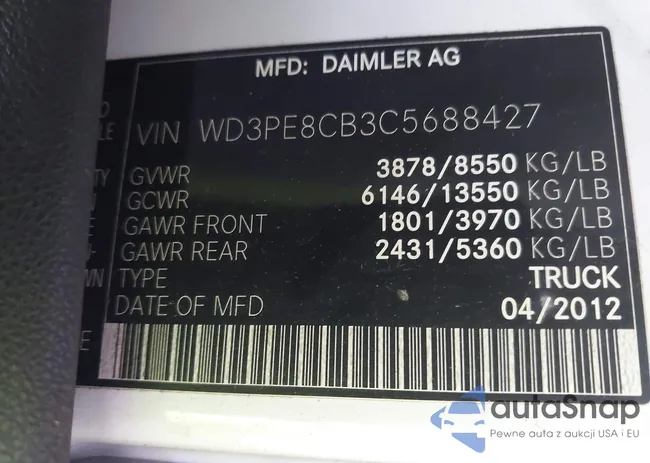 MFD: DAIMLER AG
VIN WD3PE8CB3C5688427
GVWR 3878/8550 KG/LB
GCWR 6146/13550 KG/LB
GAWR FRONT 1801/3970 KG/LB
GAWR REAR 2431/5360 KG/LB
TYPE TRUCK
DATE OF MFD 04/2012
autaSnap
Pewne auta z aukcji USA i EU